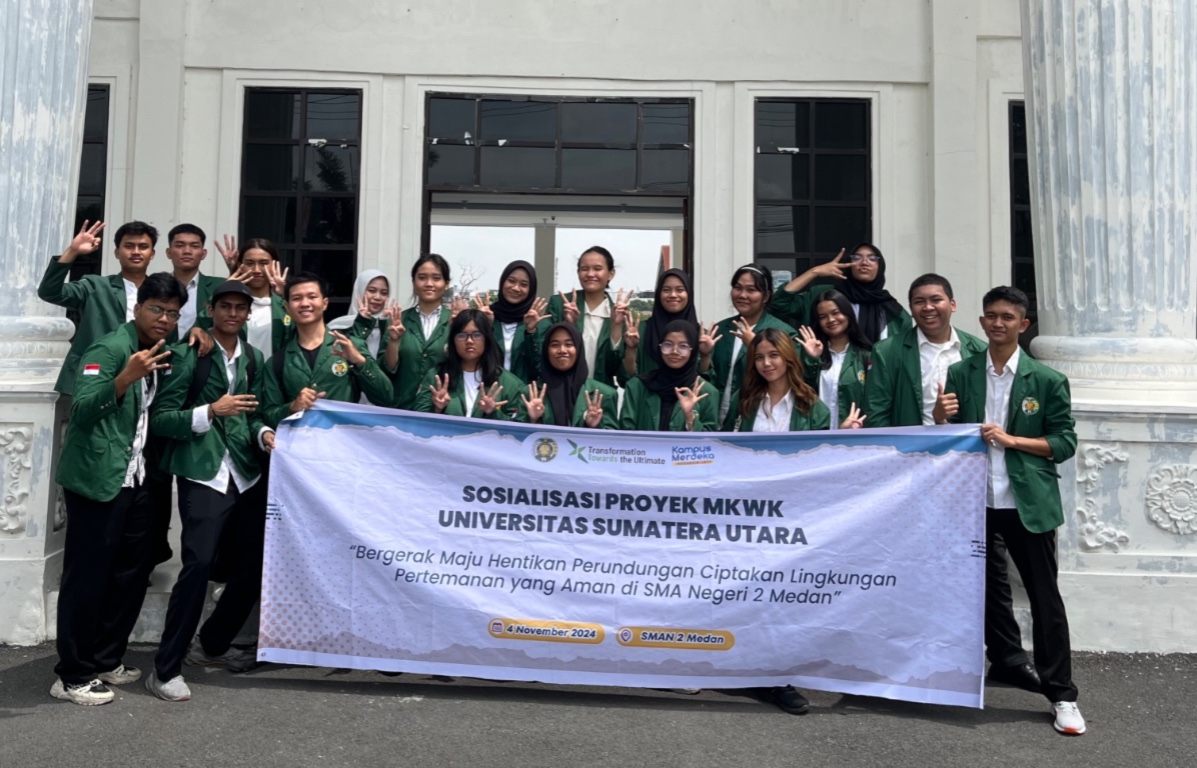 Transformation
Towards the Ultimate
Kampus
Merdeka
SOSIALISASI PROYEK MKWK
UNIVERSITAS SUMATERA UTARA
“Bergerak Maju Hentikan Perundungan Ciptakan Lingkungan
Pertemanan yang Aman di SMA Negeri 2 Medan”
4 November 2024
SMAN 2 Medan